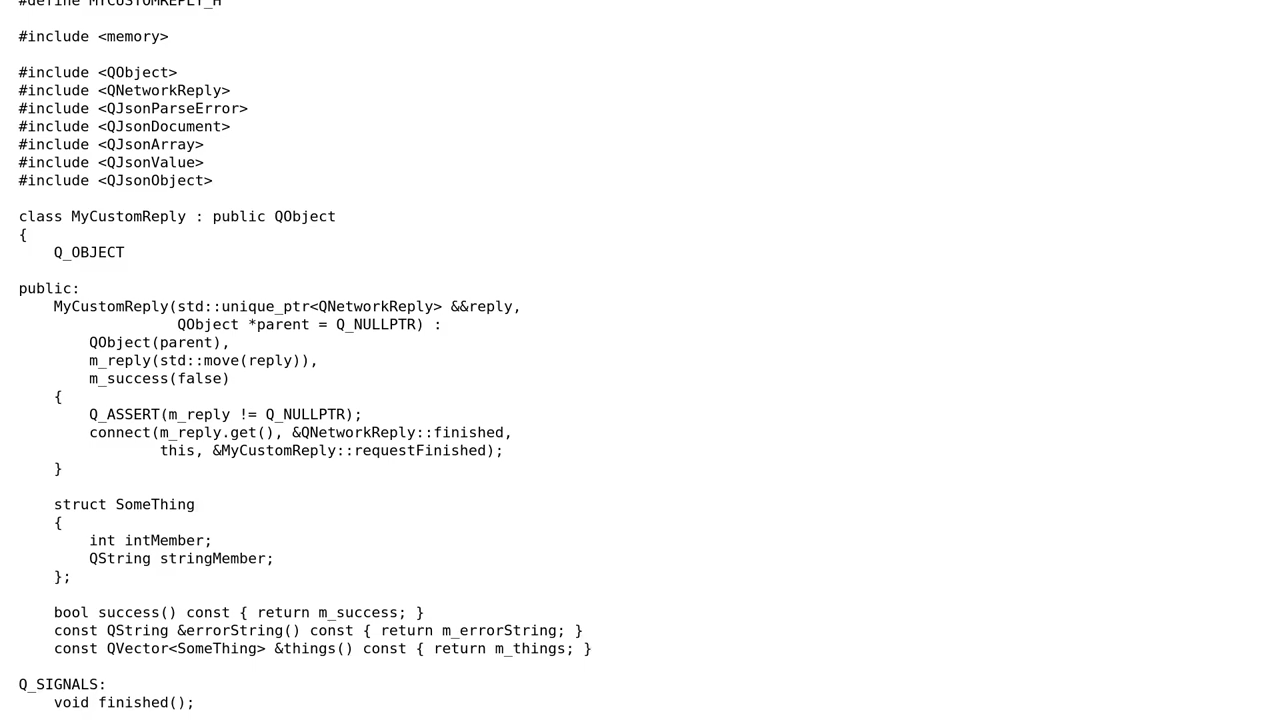 #define MYCUSTOMREPLY_H
#include <memory>
#include <QObject>
#include <QNetworkReply>
#include <QJsonParseError>
#include <QJsonDocument>
#include <QJsonArray>
#include <QJsonValue>
#include <QJsonObject>
class MyCustomReply : public QObject
{
    Q_OBJECT
public:
    MyCustomReply(std::unique_ptr<QNetworkReply> &&reply,
                  QObject *parent = Q_NULLPTR) :
        QObject(parent),
        m_reply(std::move(reply)),
        m_success(false)
    {
        Q_ASSERT(m_reply != Q_NULLPTR);
        connect(m_reply.get(), &QNetworkReply::finished,
                this, &MyCustomReply::requestFinished);
    }
    struct SomeThing
    {
        int intMember;
        QString stringMember;
    };
    bool success() const { return m_success; }
    const QString &errorString() const { return m_errorString; }
    const QVector<SomeThing> &things() const { return m_things; }
Q_SIGNALS:
    void finished();